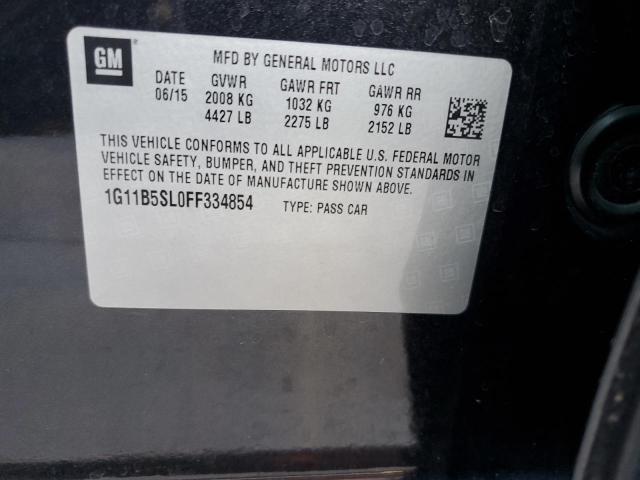 GM
MFD BY GENERAL MOTORS LLC
DATE GVWR GAWR FRT GAWR RR
06/15 2008 KG 1032 KG 976 KG
4427 LB 2275 LB 2152 LB
THIS VEHICLE CONFORMS TO ALL APPLICABLE U.S. FEDERAL MOTOR
VEHICLE SAFETY, BUMPER, AND THEFT PREVENTION STANDARDS IN
EFFECT ON THE DATE OF MANUFACTURE SHOWN ABOVE.
1G11B5SL0FF334854 TYPE: PASS CAR